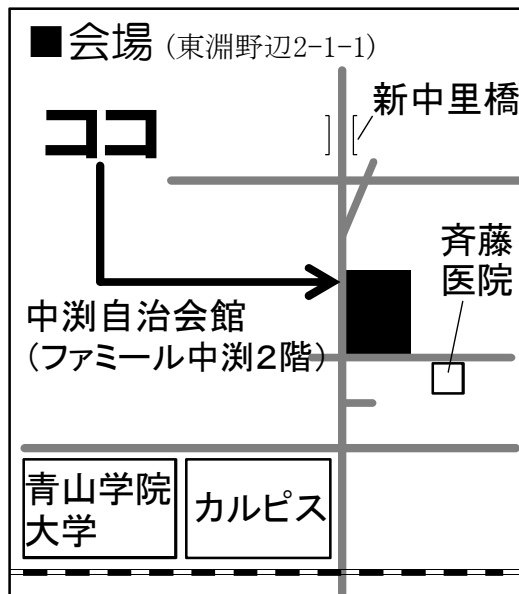 ■会場 (東淵野辺2-1-1)
新中里橋
ココ
斉藤
医院
中渕自治会館
(ファミール中渕2階)
青山学院
大学
カルピス